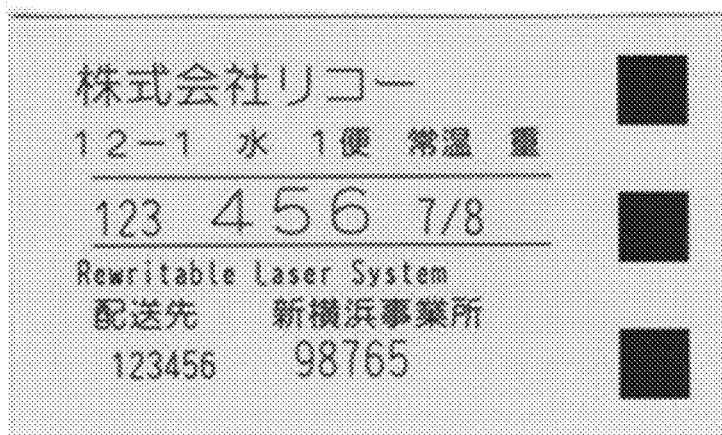 株式会社リコー
12-1 水 1便 常温
123 456 7/8
Rewritable Laser System
配送先 新横浜事業所
123456 98765